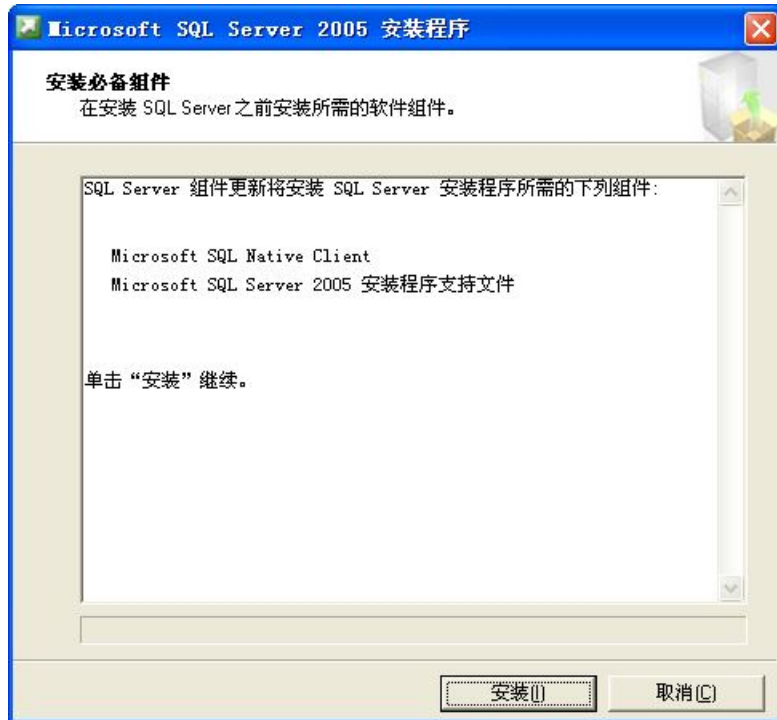 Microsoft SQL Server 2005 安装程序
安装必备组件
在安装 SQL Server之前安装所需的软件组件。
SQL Server 组件更新将安装 SQL Server 安装程序所需的下列组件:
Microsoft SQL Native Client
Microsoft SQL Server 2005 安装程序支持文件
单击“安装”继续。
安装(I)
取消(C)